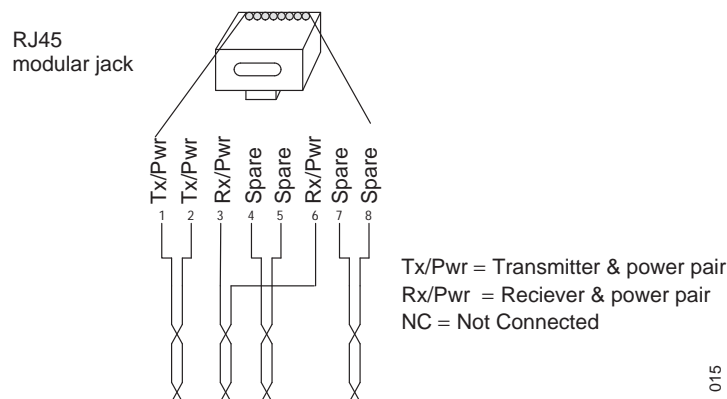 RJ45
modular jack
Tx/Pwr
Tx/Pwr
Rx/Pwr
Spare
Spare
Rx/Pwr
Spare
Spare
1 2 3 4 5 6 7 8
Tx/Pwr = Transmitter & power pair
Rx/Pwr = Reciever & power pair
NC = Not Connected
015